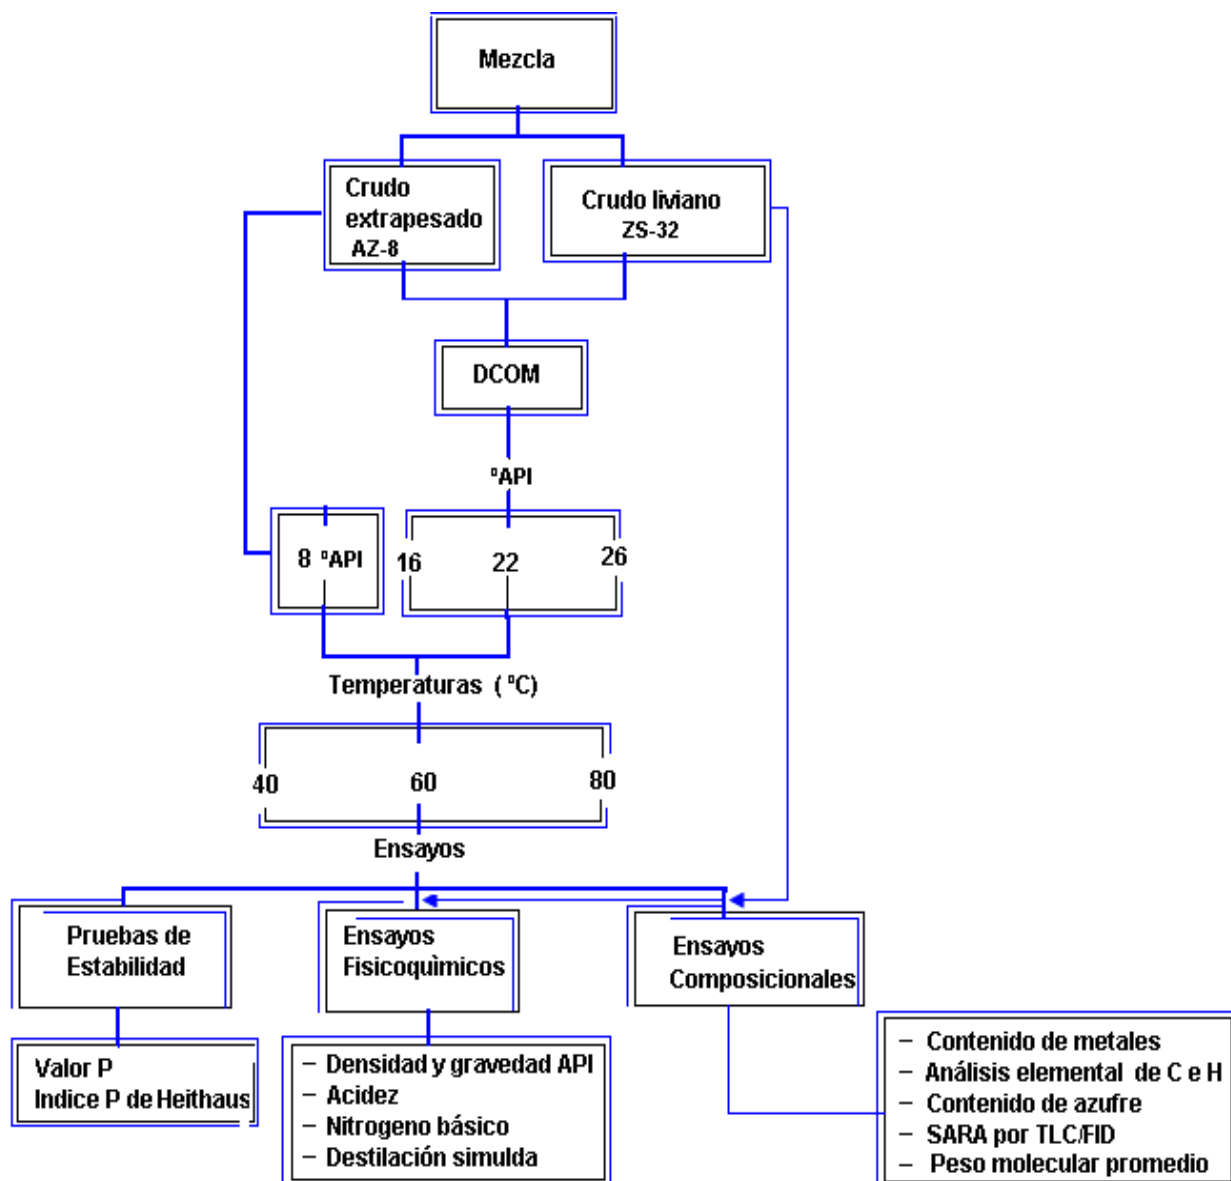 Mezcla
Crudo
extrapesado
AZ-8
Crudo liviano
ZS-32
DCOM
ºAPI
8 ºAPI
16 22 26
Temperaturas ( ºC)
40 60 80
Ensayos
Pruebas de
Estabilidad
Ensayos
Fisicoquìmicos
Ensayos
Composicionales
Valor P
Indice P de Heithaus
– Densidad y gravedad API
– Acidez
– Nitrogeno básico
– Destilación simulda
– Contenido de metales
– Análisis elemental de C e H
– Contenido de azufre
– SARA por TLC/FID
– Peso molecular promedio